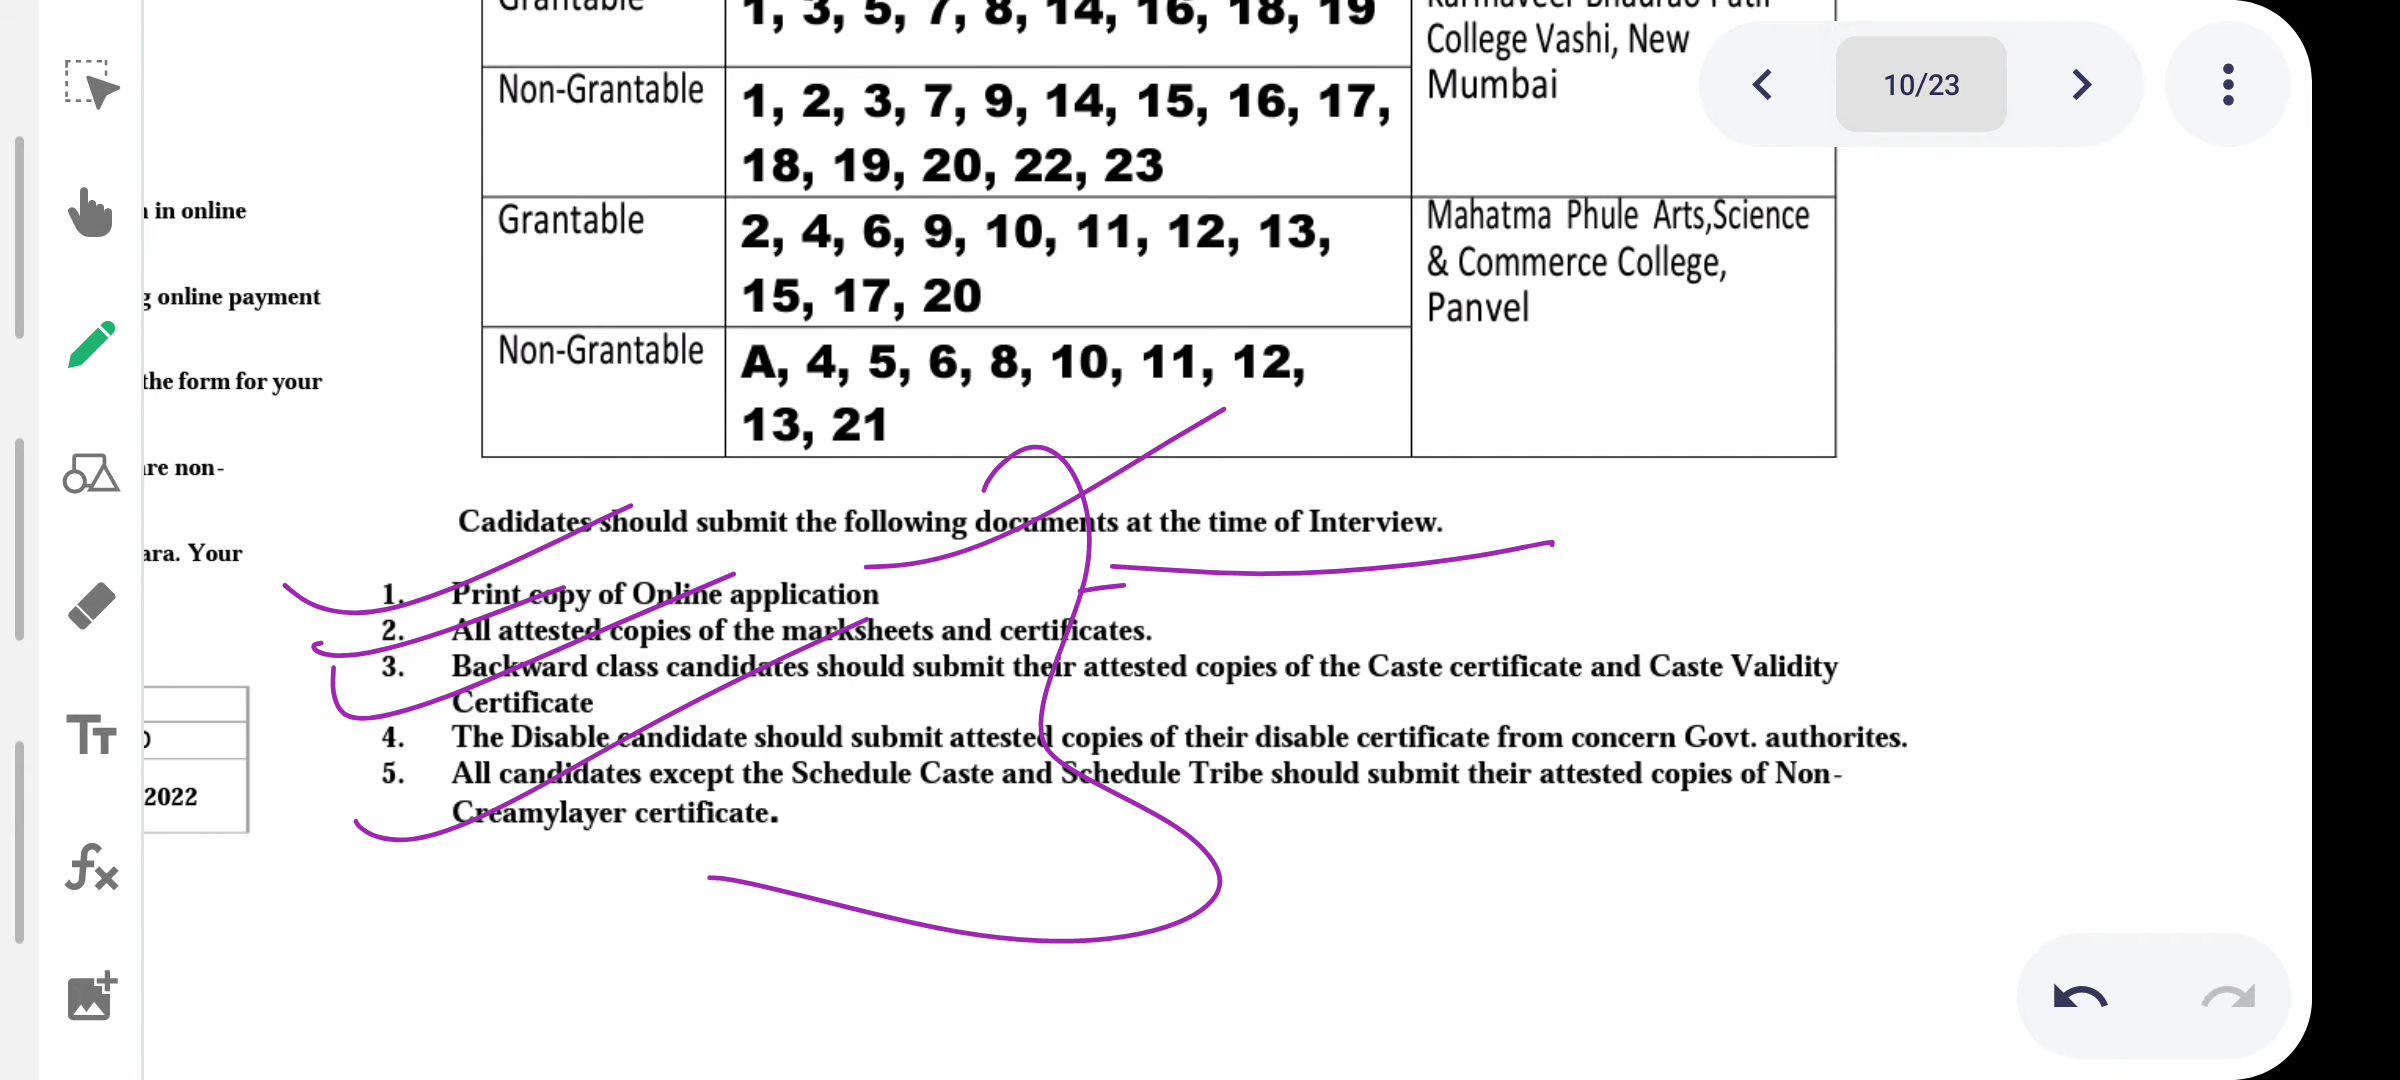 1, 3, 5, 7, 8, 14, 16, 18, 19
College Vashi, New
Mumbai
10/23
Non-Grantable
1, 2, 3, 7, 9, 14, 15, 16, 17,
18, 19, 20, 22, 23
Grantable
2, 4, 6, 9, 10, 11, 12, 13,
15, 17, 20
Mahatma Phule Arts,Science
& Commerce College,
Panvel
Non-Grantable
A, 4, 5, 6, 8, 10, 11, 12,
13, 21
in online
online payment
the form for your
are non-
ara. Your
2022
Cadidates should submit the following documents at the time of Interview.
1. Print copy of Online application
2. All attested copies of the marksheets and certificates.
3. Backward class candidates should submit their attested copies of the Caste certificate and Caste Validity
Certificate
4. The Disable candidate should submit attested copies of their disable certificate from concern Govt. authorites.
5. All candidates except the Schedule Caste and Schedule Tribe should submit their attested copies of Non-
Creamylayer certificate.